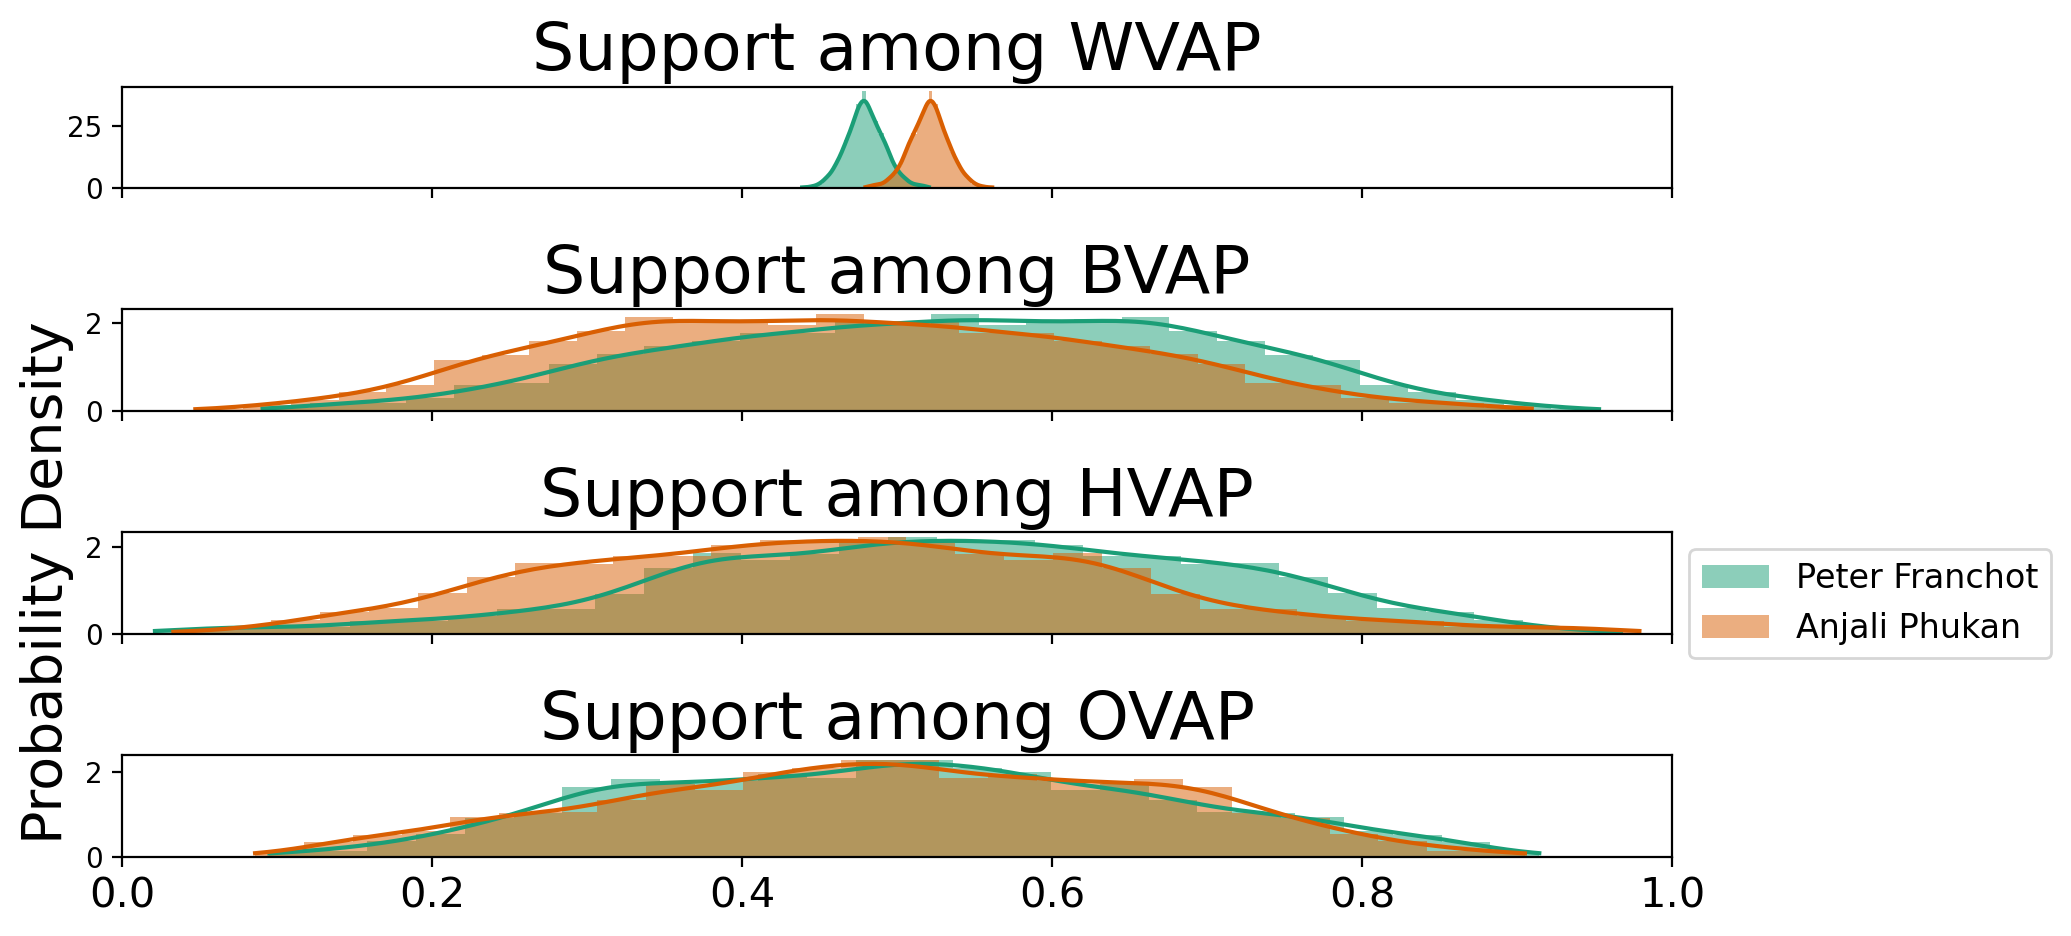 Support among WVAP
25
0
Support among BVAP
2
0
Support among HVAP
2
0
Support among OVAP
2
0
0.0 0.2 0.4 0.6 0.8 1.0
Probability Density
Peter Franchot
Anjali Phukan